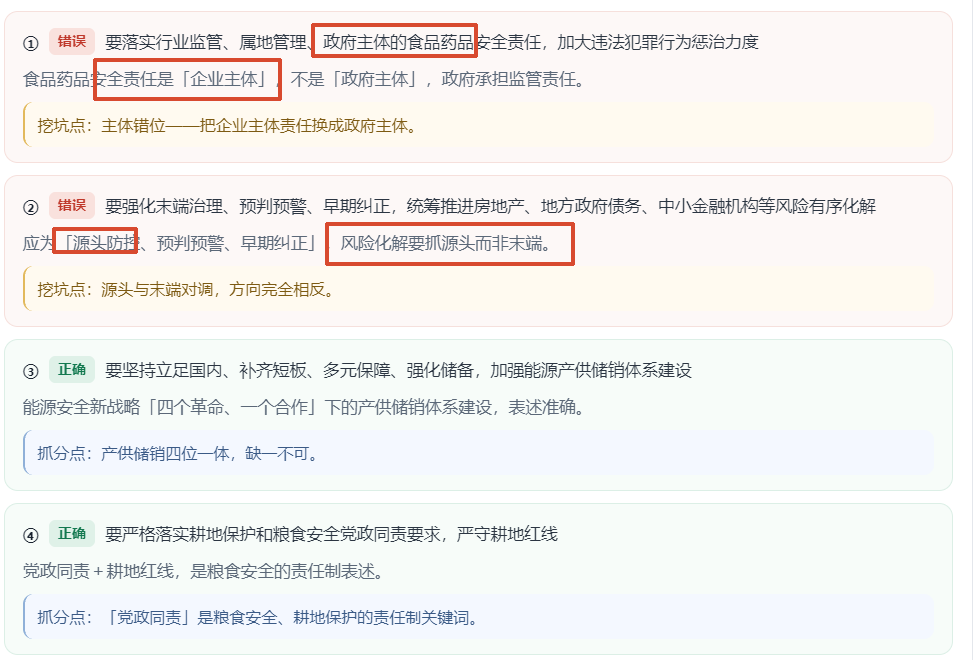 ① 错误 要落实行业监管、属地管理、政府主体的食品药品安全责任，加大违法犯罪行为惩治力度
食品药品安全责任是「企业主体」，不是「政府主体」，政府承担监管责任。
挖坑点：主体错位——把企业主体责任换成政府主体。
② 错误 要强化末端治理、预判预警、早期纠正，统筹推进房地产、地方政府债务、中小金融机构等风险有序化解
应为「源头防控、预判预警、早期纠正」，风险化解要抓源头而非末端。
挖坑点：源头与末端对调，方向完全相反。
③ 正确 要坚持立足国内、补齐短板、多元保障、强化储备，加强能源产供储销体系建设
能源安全新战略「四个革命、一个合作」下的产供储销体系建设，表述准确。
抓分点：产供储销四位一体，缺一不可。
④ 正确 要严格落实耕地保护和粮食安全党政同责要求，严守耕地红线
党政同责 + 耕地红线，是粮食安全的责任制表述。
抓分点：「党政同责」是粮食安全、耕地保护的责任制关键词。